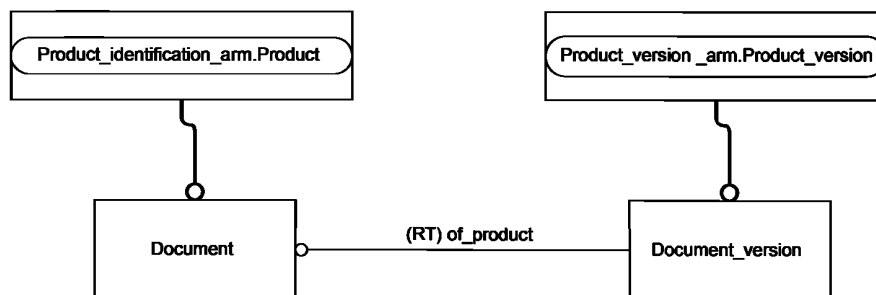 Product_identification_arm.Product
Product_version _arm.Product_version
(RT) of_product
Document
Document_version